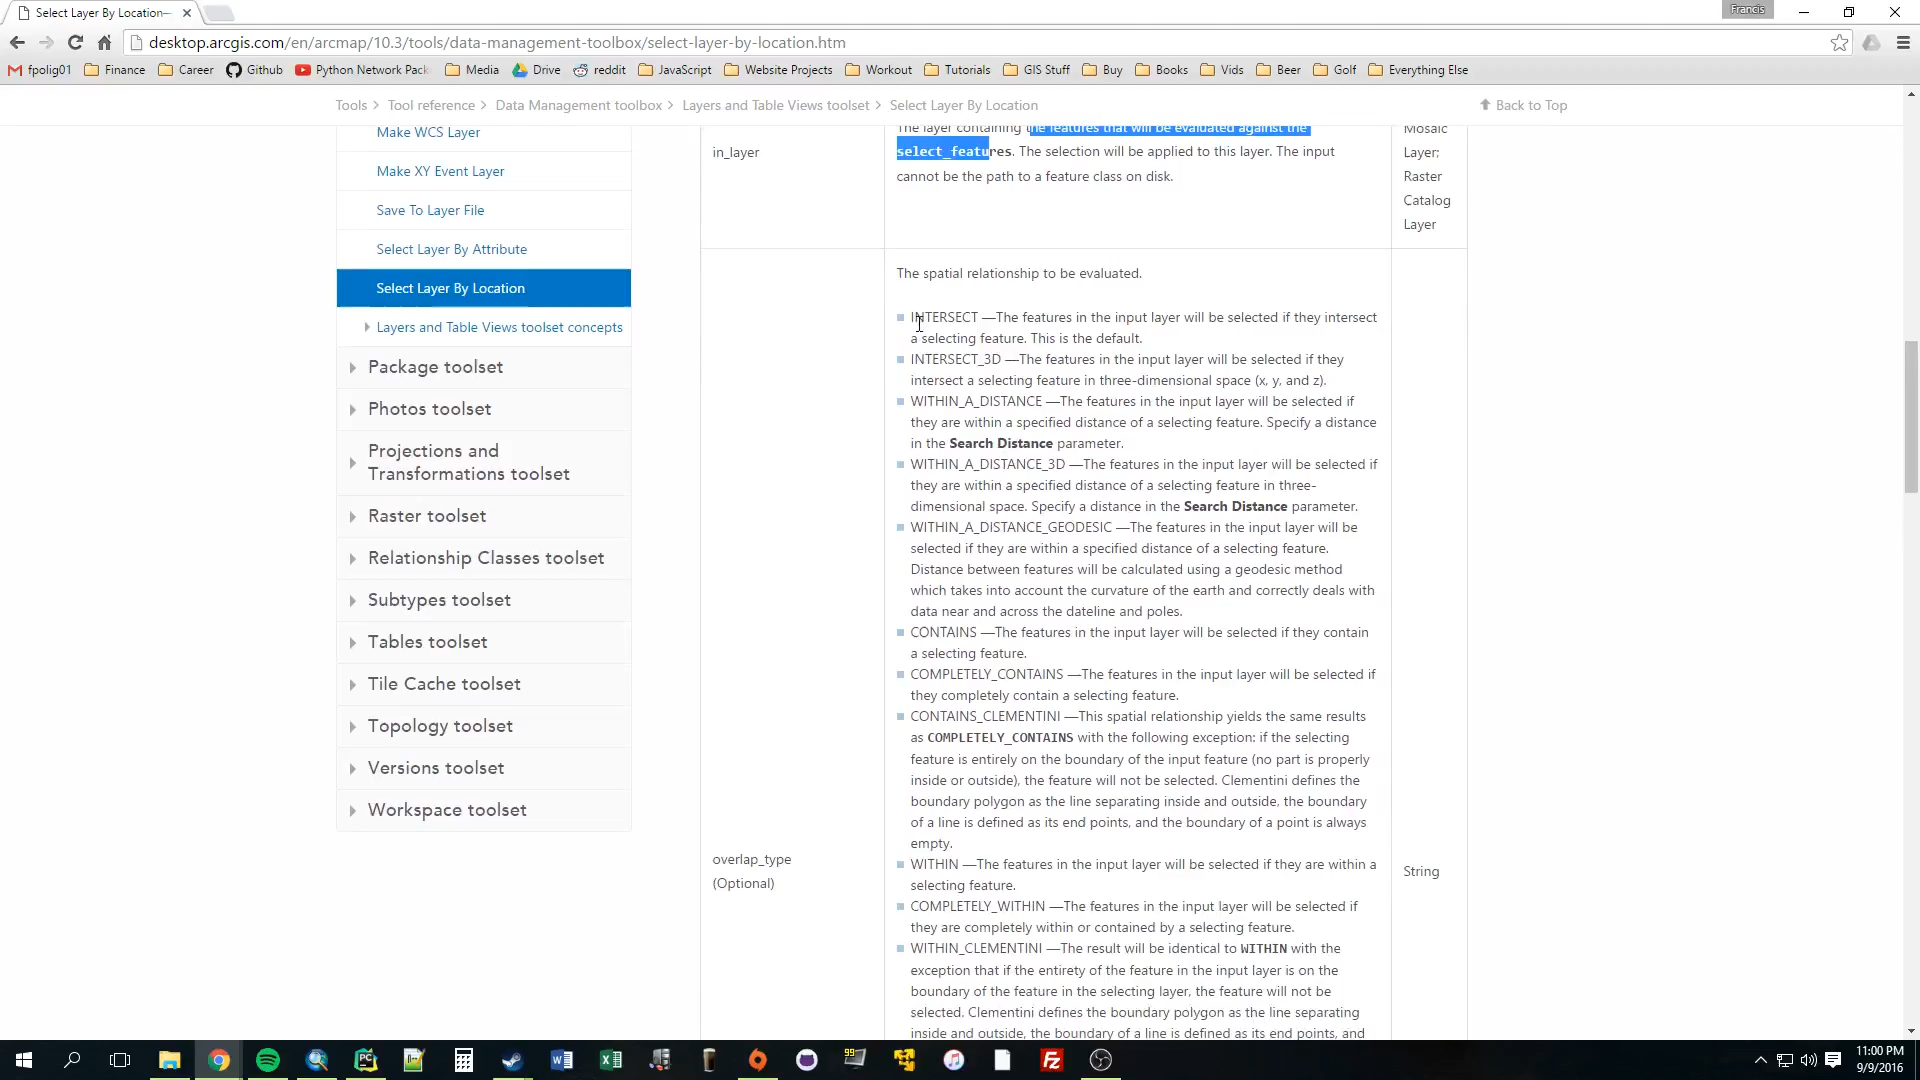 Select Layer By Location—
Francis
desktop.arcgis.com/en/arcmap/10.3/tools/data-management-toolbox/select-layer-by-location.htm
fpolig01 Finance Career Github Python Network Pack Media Drive reddit JavaScript Website Projects Workout Tutorials GIS Stuff Buy Books Vids Beer Golf Everything Else
Tools > Tool reference > Data Management toolbox > Layers and Table Views toolset > Select Layer By Location
Back to Top
Make WCS Layer
Make XY Event Layer
Save To Layer File
Select Layer By Attribute
Select Layer By Location
Layers and Table Views toolset concepts
Package toolset
Photos toolset
Projections and
Transformations toolset
Raster toolset
Relationship Classes toolset
Subtypes toolset
Tables toolset
Tile Cache toolset
Topology toolset
Versions toolset
Workspace toolset
in_layer
The layer containing the features that will be evaluated against the
select_features. The selection will be applied to this layer. The input
cannot be the path to a feature class on disk.
Mosaic
Layer;
Raster
Catalog
Layer
overlap_type
(Optional)
The spatial relationship to be evaluated.
INTERSECT —The features in the input layer will be selected if they intersect
a selecting feature. This is the default.
INTERSECT_3D —The features in the input layer will be selected if they
intersect a selecting feature in three-dimensional space (x, y, and z).
WITHIN_A_DISTANCE —The features in the input layer will be selected if
they are within a specified distance of a selecting feature. Specify a distance
in the Search Distance parameter.
WITHIN_A_DISTANCE_3D —The features in the input layer will be selected if
they are within a specified distance of a selecting feature in three-
dimensional space. Specify a distance in the Search Distance parameter.
WITHIN_A_DISTANCE_GEODESIC —The features in the input layer will be
selected if they are within a specified distance of a selecting feature.
Distance between features will be calculated using a geodesic method
which takes into account the curvature of the earth and correctly deals with
data near and across the dateline and poles.
CONTAINS —The features in the input layer will be selected if they contain
a selecting feature.
COMPLETELY_CONTAINS —The features in the input layer will be selected if
they completely contain a selecting feature.
CONTAINS_CLEMENTINI —This spatial relationship yields the same results
as COMPLETELY_CONTAINS with the following exception: if the selecting
feature is entirely on the boundary of the input feature (no part is properly
inside or outside), the feature will not be selected. Clementini defines the
boundary polygon as the line separating inside and outside, the boundary
of a line is defined as its end points, and the boundary of a point is always
empty.
WITHIN —The features in the input layer will be selected if they are within a
selecting feature.
COMPLETELY_WITHIN —The features in the input layer will be selected if
they are completely within or contained by a selecting feature.
WITHIN_CLEMENTINI —The result will be identical to WITHIN with the
exception that if the entirety of the feature in the input layer is on the
boundary of the feature in the selecting layer, the feature will not be
selected. Clementini defines the boundary polygon as the line separating
inside and outside, the boundary of a line is defined as its end points, and
String
11:00 PM
9/9/2016